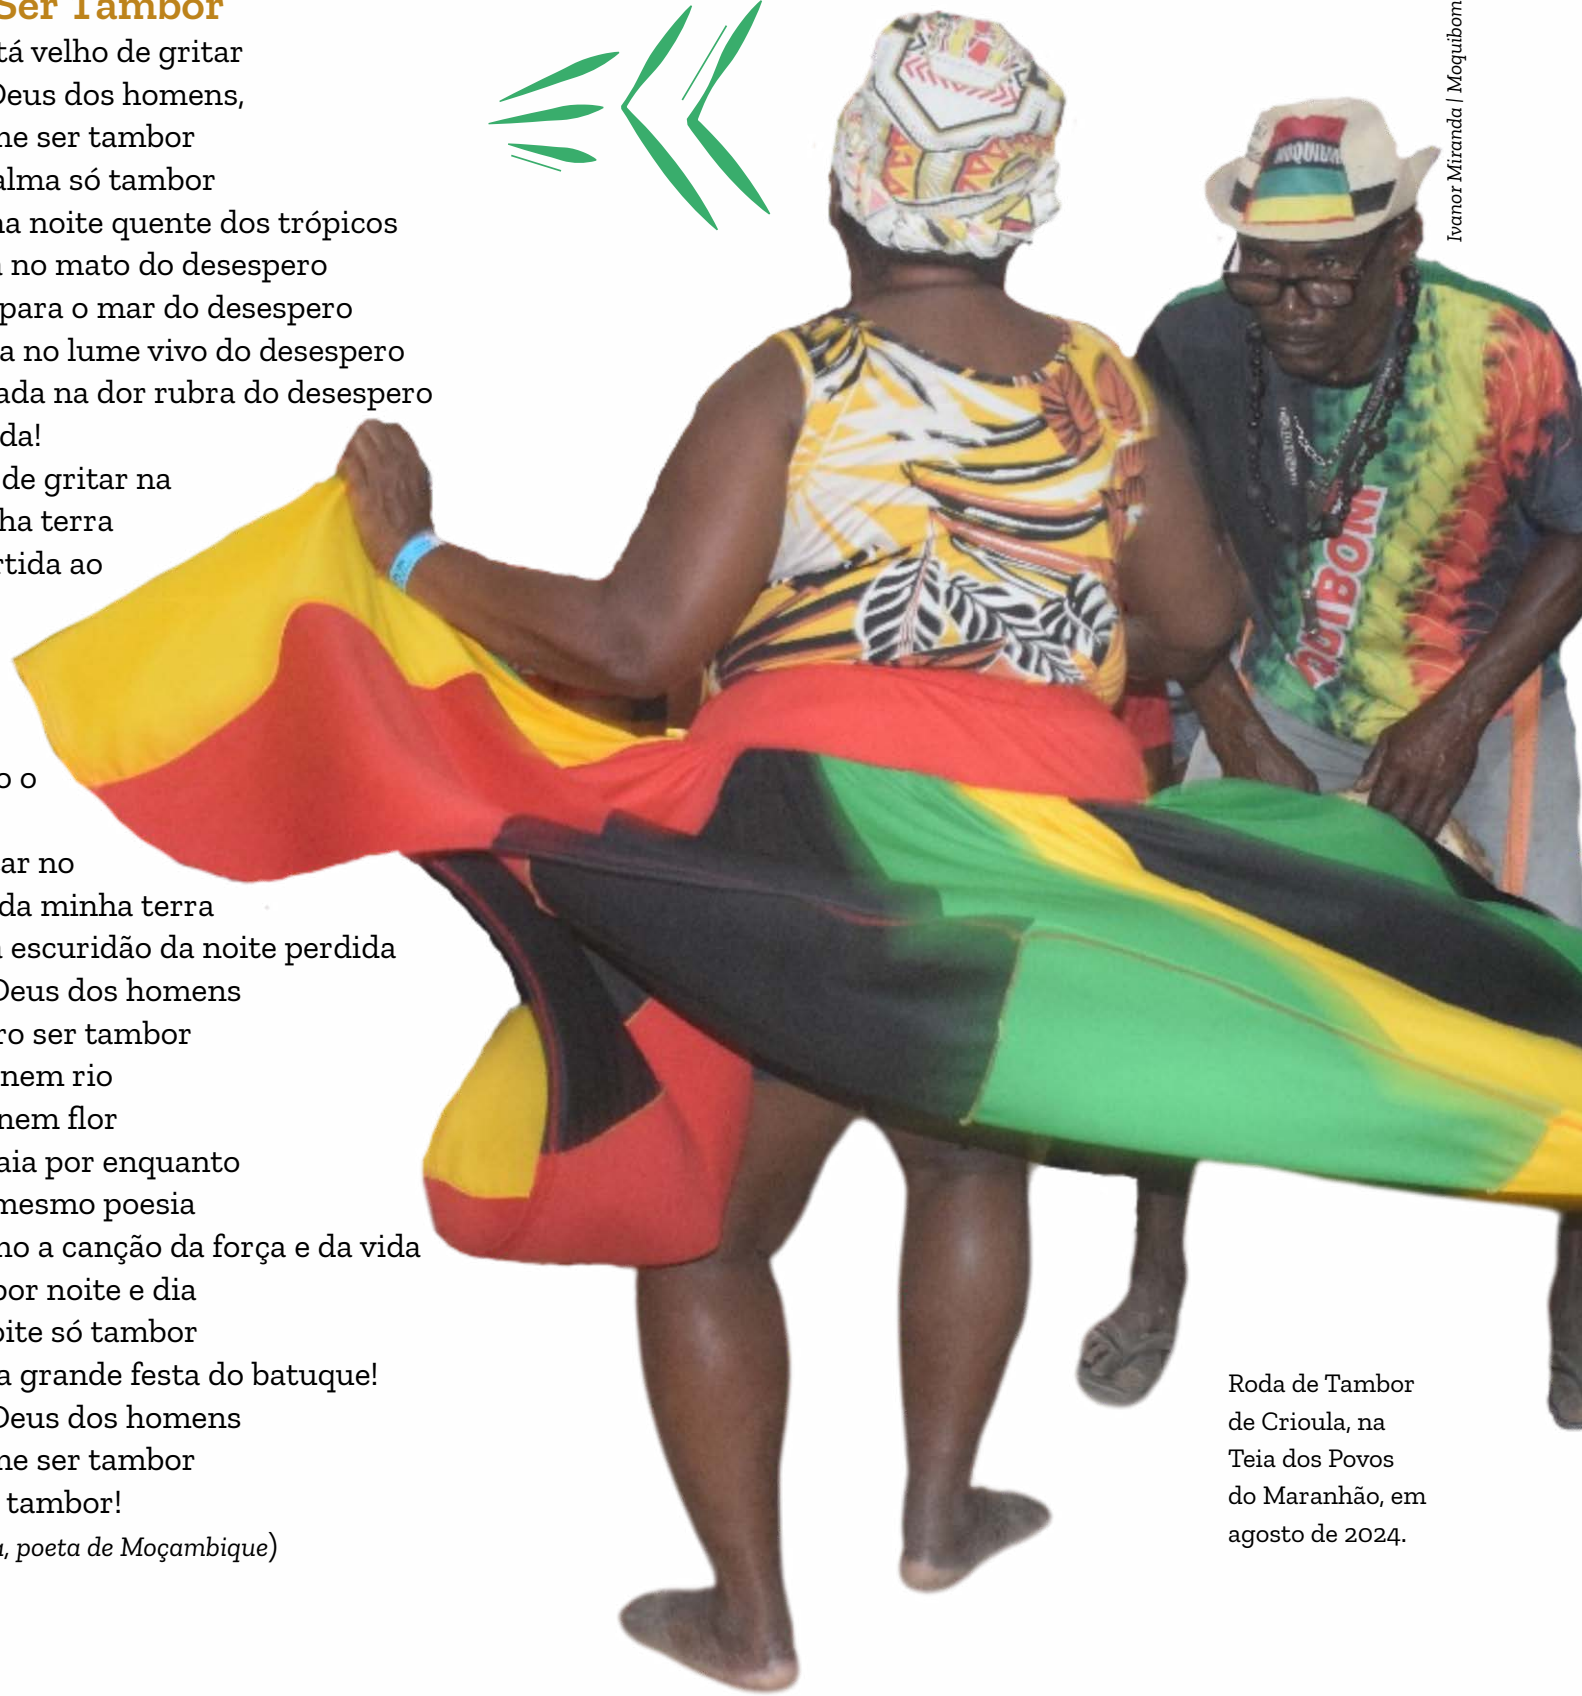 Ser Tambor
tá velho de gritar
Deus dos homens,
me ser tambor
alma só tambor
na noite quente dos trópicos
no mato do desespero
para o mar do desespero
a no lume vivo do desespero
ada na dor rubra do desespero
da!
de gritar na
ha terra
rtida ao
o o
ar no
da minha terra
escuridão da noite perdida
Deus dos homens
ro ser tambor
nem rio
nem flor
aia por enquanto
mesmo poesia
mo a canção da força e da vida
por noite e dia
oite só tambor
a grande festa do batuque!
Deus dos homens
me ser tambor
tambor!
, poeta de Moçambique)
Ivanor Miranda | Moquibom
QUIBOM
Roda de Tambor
de Crioula, na
Teia dos Povos
do Maranhão, em
agosto de 2024.